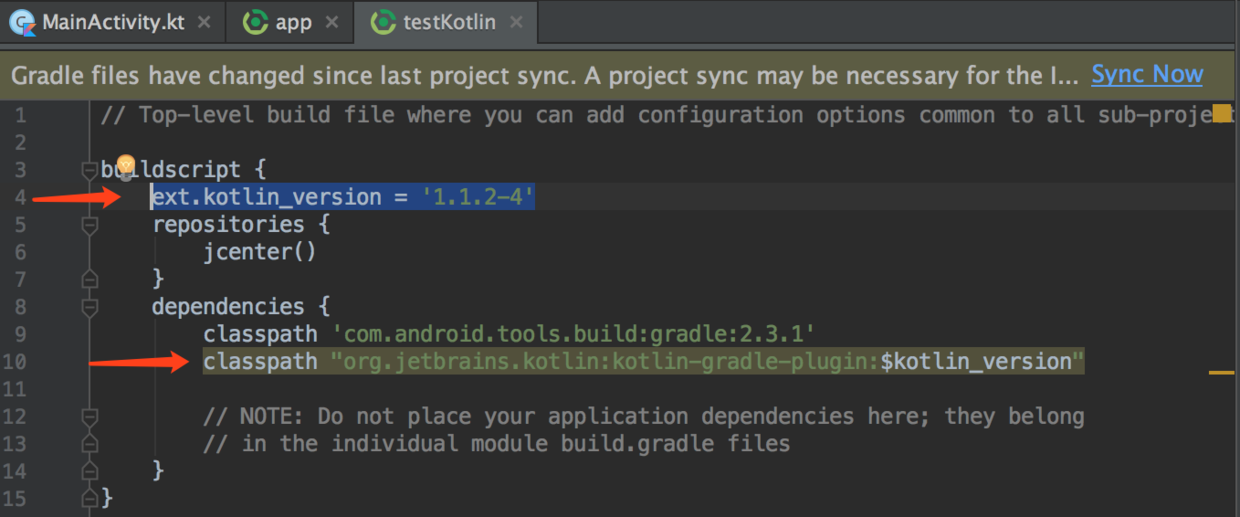 MainActivity.kt × app × testKotlin ×
Gradle files have changed since last project sync. A project sync may be necessary for the I... Sync Now
1 // Top-level build file where you can add configuration options common to all sub-proje
2
3 buildscript {
4 ext.kotlin_version = '1.1.2-4'
5 repositories {
6 jcenter()
7 }
8 dependencies {
9 classpath 'com.android.tools.build:gradle:2.3.1'
10 classpath "org.jetbrains.kotlin:kotlin-gradle-plugin:$kotlin_version"
11
12 // NOTE: Do not place your application dependencies here; they belong
13 // in the individual module build.gradle files
14 }
15 }